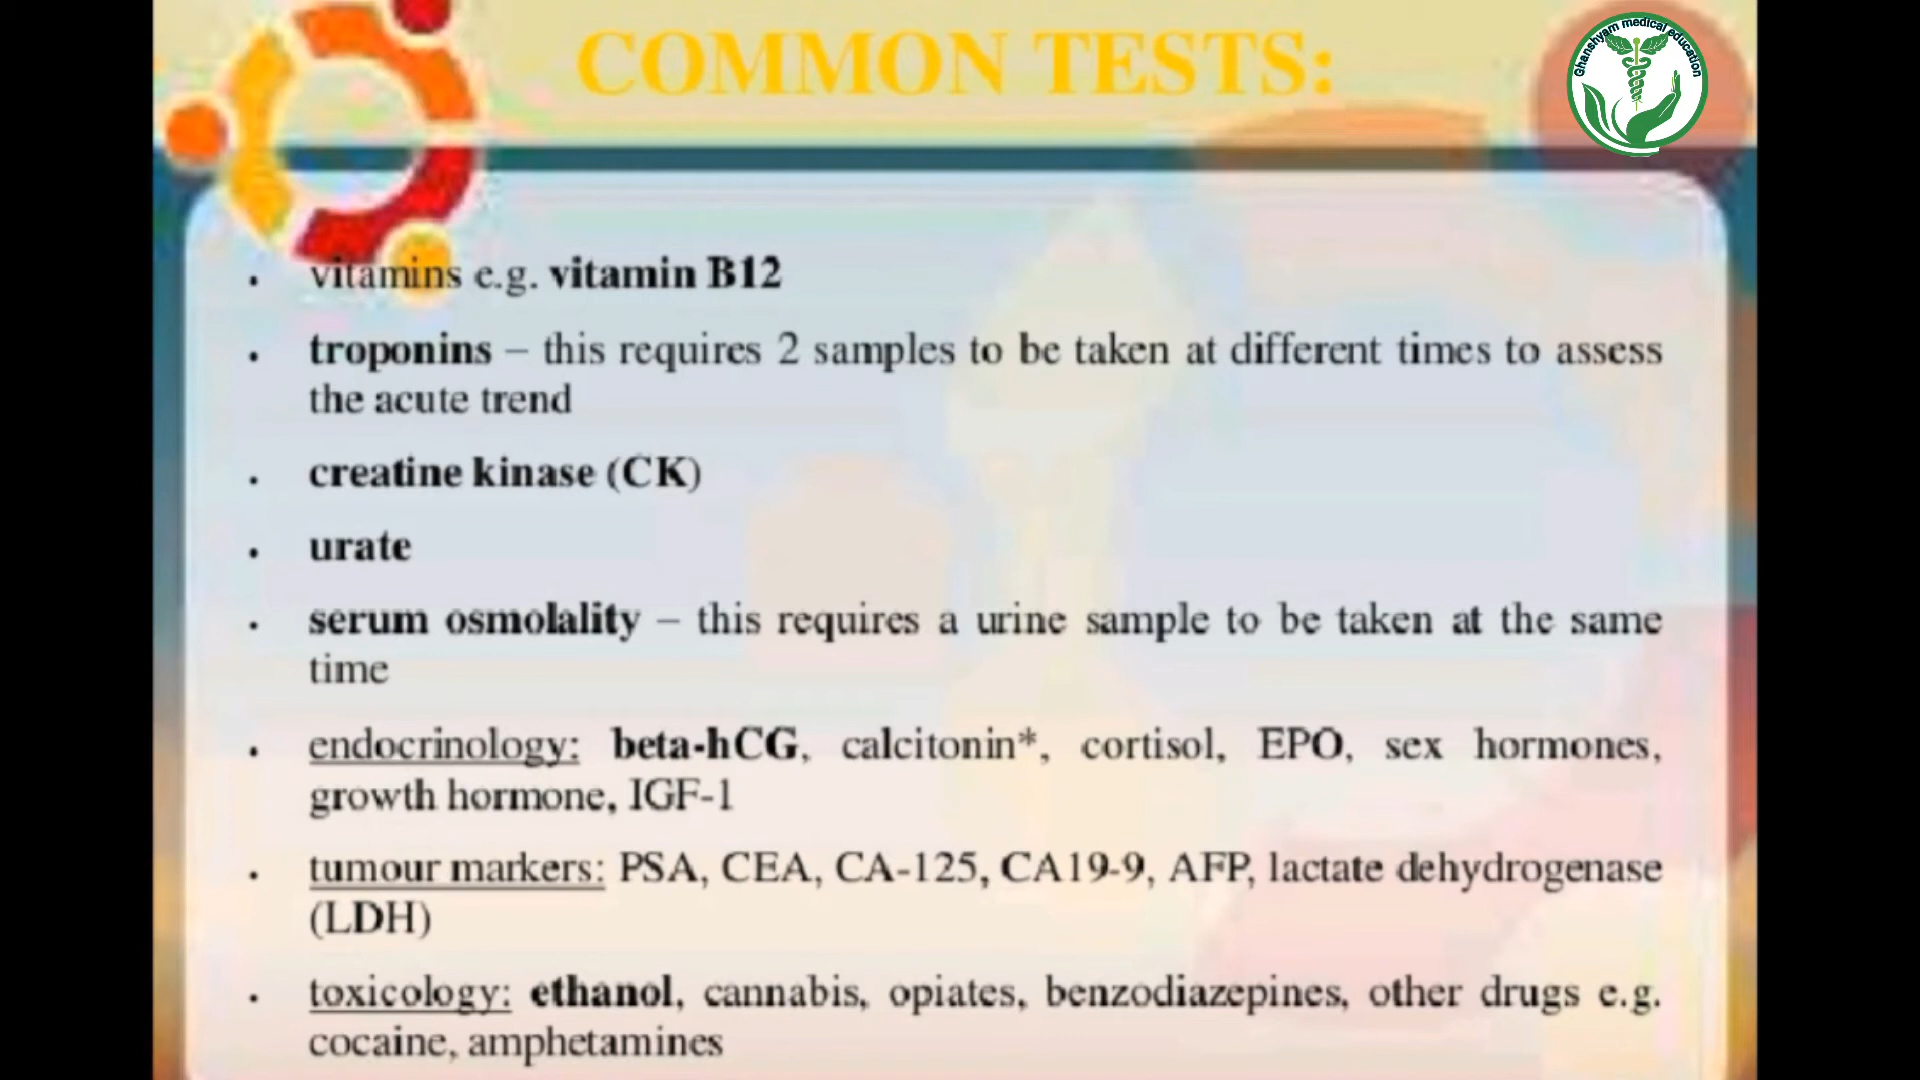 COMMON TESTS:
Ghanshyam medical education
• vitamins e.g. vitamin B12
• troponins – this requires 2 samples to be taken at different times to assess
the acute trend
• creatine kinase (CK)
• urate
• serum osmolality – this requires a urine sample to be taken at the same
time
• endocrinology: beta-hCG, calcitonin*, cortisol, EPO, sex hormones,
growth hormone, IGF-1
• tumour markers: PSA, CEA, CA-125, CA19-9, AFP, lactate dehydrogenase
(LDH)
• toxicology: ethanol, cannabis, opiates, benzodiazepines, other drugs e.g.
cocaine, amphetamines